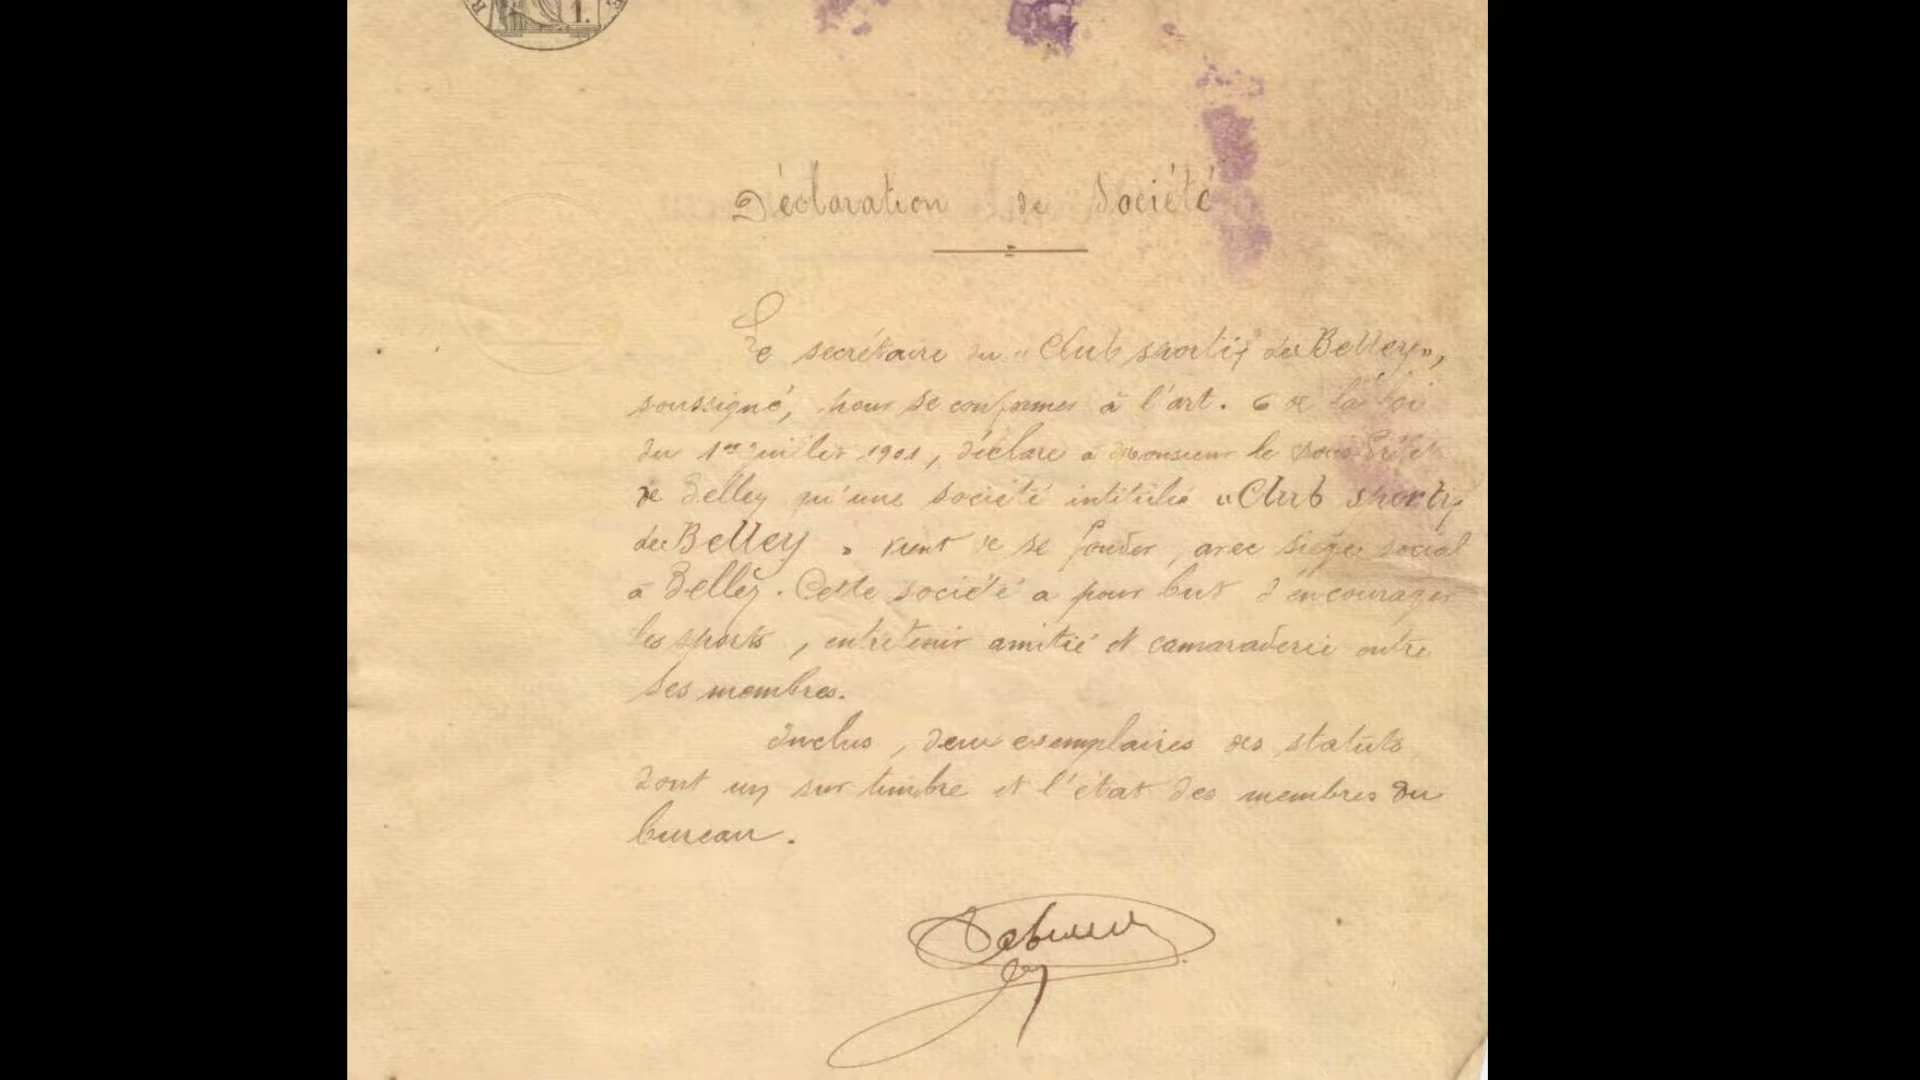 1.
Déclaration de Société
Le secrétaire du "Club sportif de Belley",
soussigné, pour se conformer à l'art. 6 de la loi
du 1er juillet 1901, déclare à Monsieur le sous-Préfet
de Belley qu'une société intitulée "Club sportif
de Belley" vient de se fonder, avec siège social
à Belley. Cette société a pour but d'encourager
les sports, entretenir amitié et camaraderie entre
ses membres.
Inclus, deux exemplaires des statuts
dont un sur timbre et l'état des membres du
bureau.